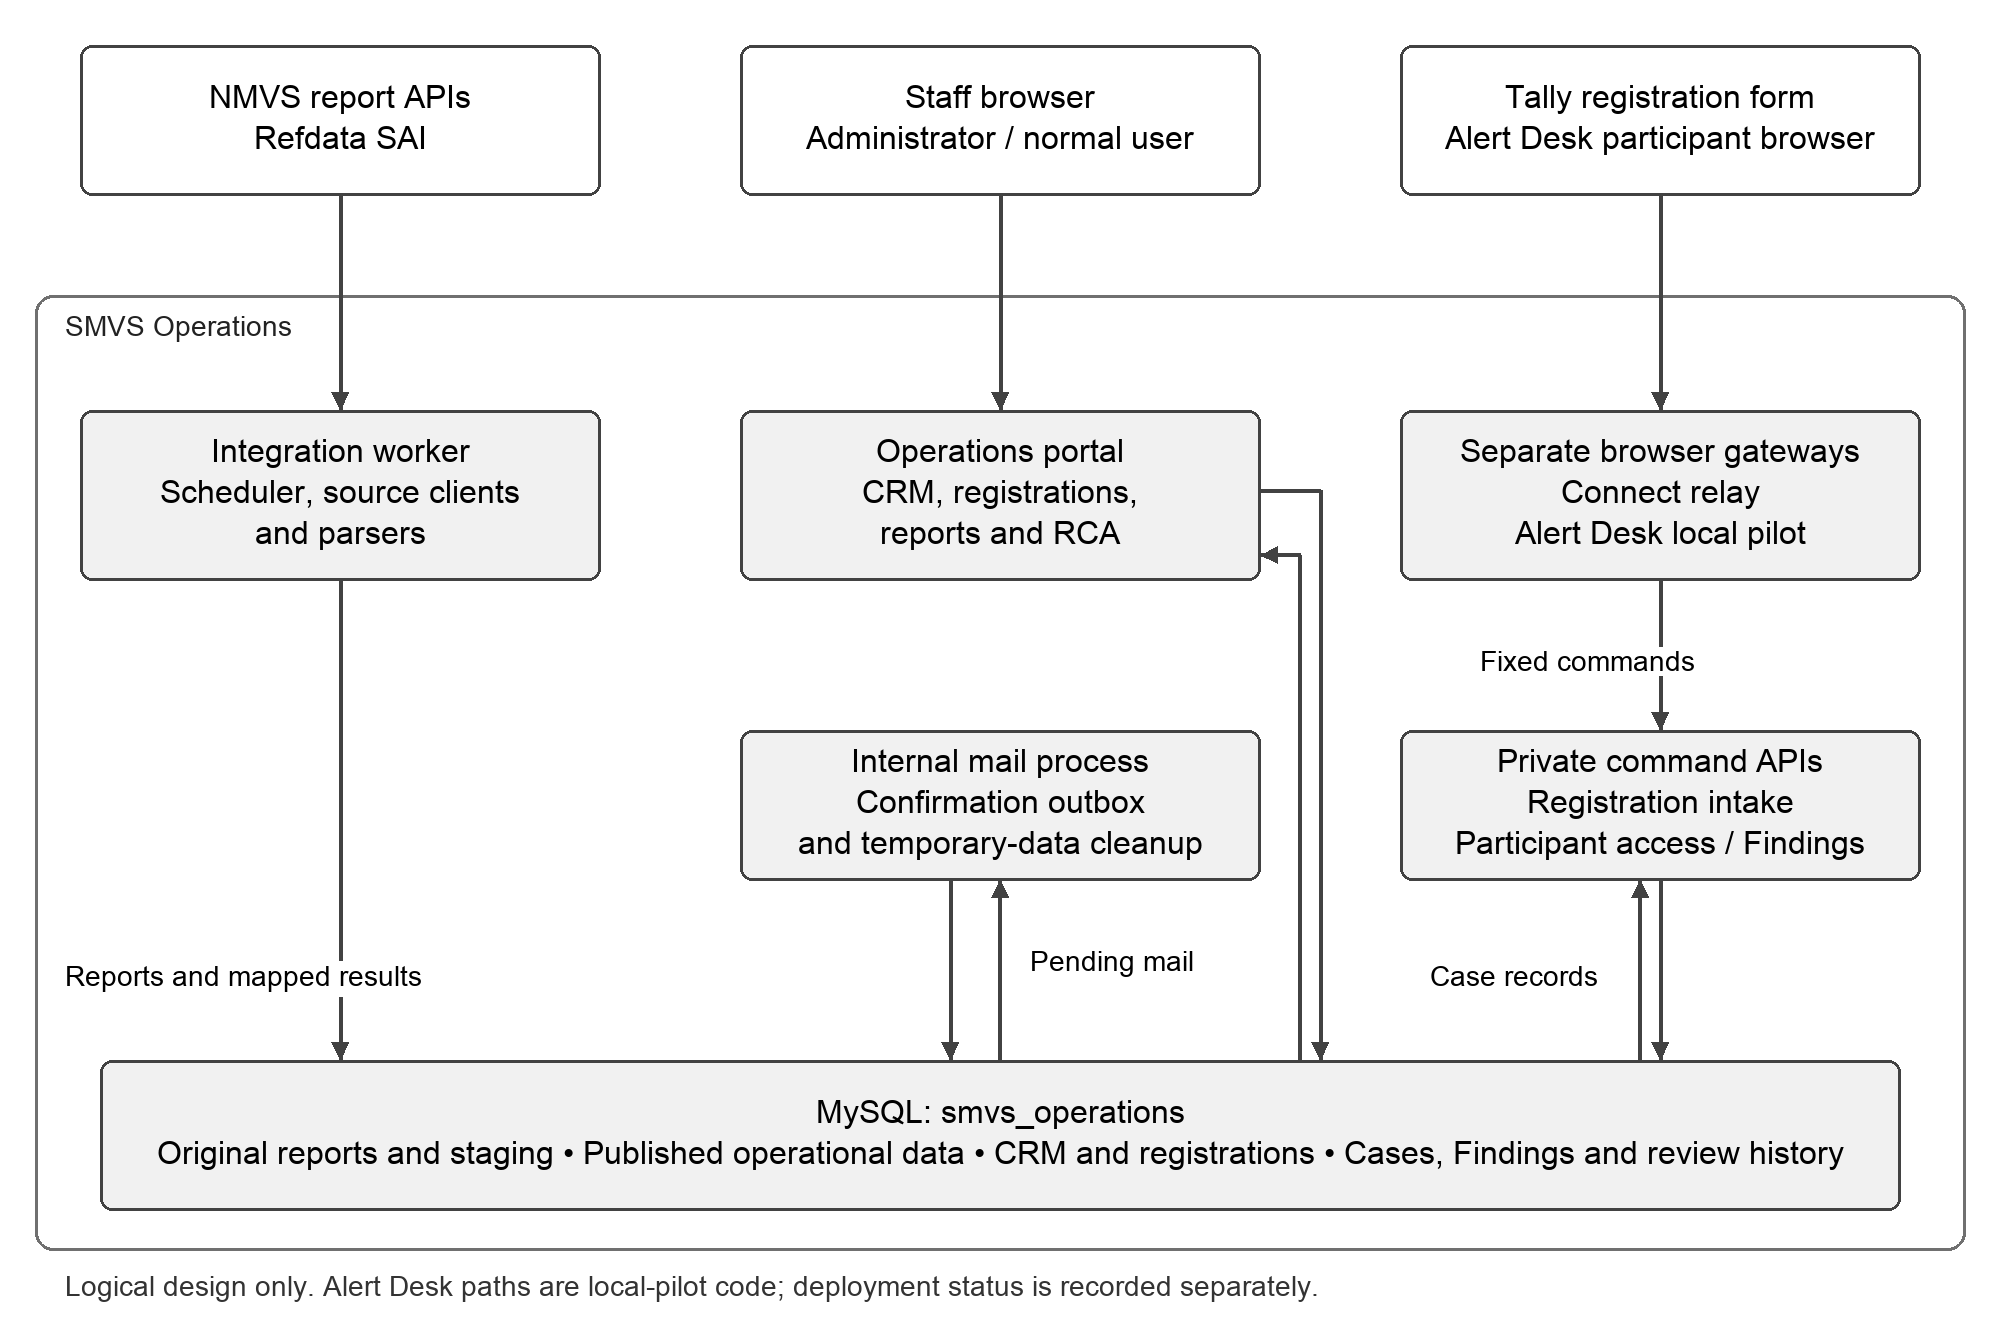 NMVS report APIs
Refdata SAI
Staff browser
Administrator / normal user
Tally registration form
Alert Desk participant browser
SMVS Operations
Integration worker
Scheduler, source clients
and parsers
Operations portal
CRM, registrations,
reports and RCA
Separate browser gateways
Connect relay
Alert Desk local pilot
Fixed commands
Internal mail process
Confirmation outbox
and temporary-data cleanup
Private command APIs
Registration intake
Participant access / Findings
Reports and mapped results
Pending mail
Case records
MySQL: smvs_operations
Original reports and staging • Published operational data • CRM and registrations • Cases, Findings and review history
Logical design only. Alert Desk paths are local-pilot code; deployment status is recorded separately.